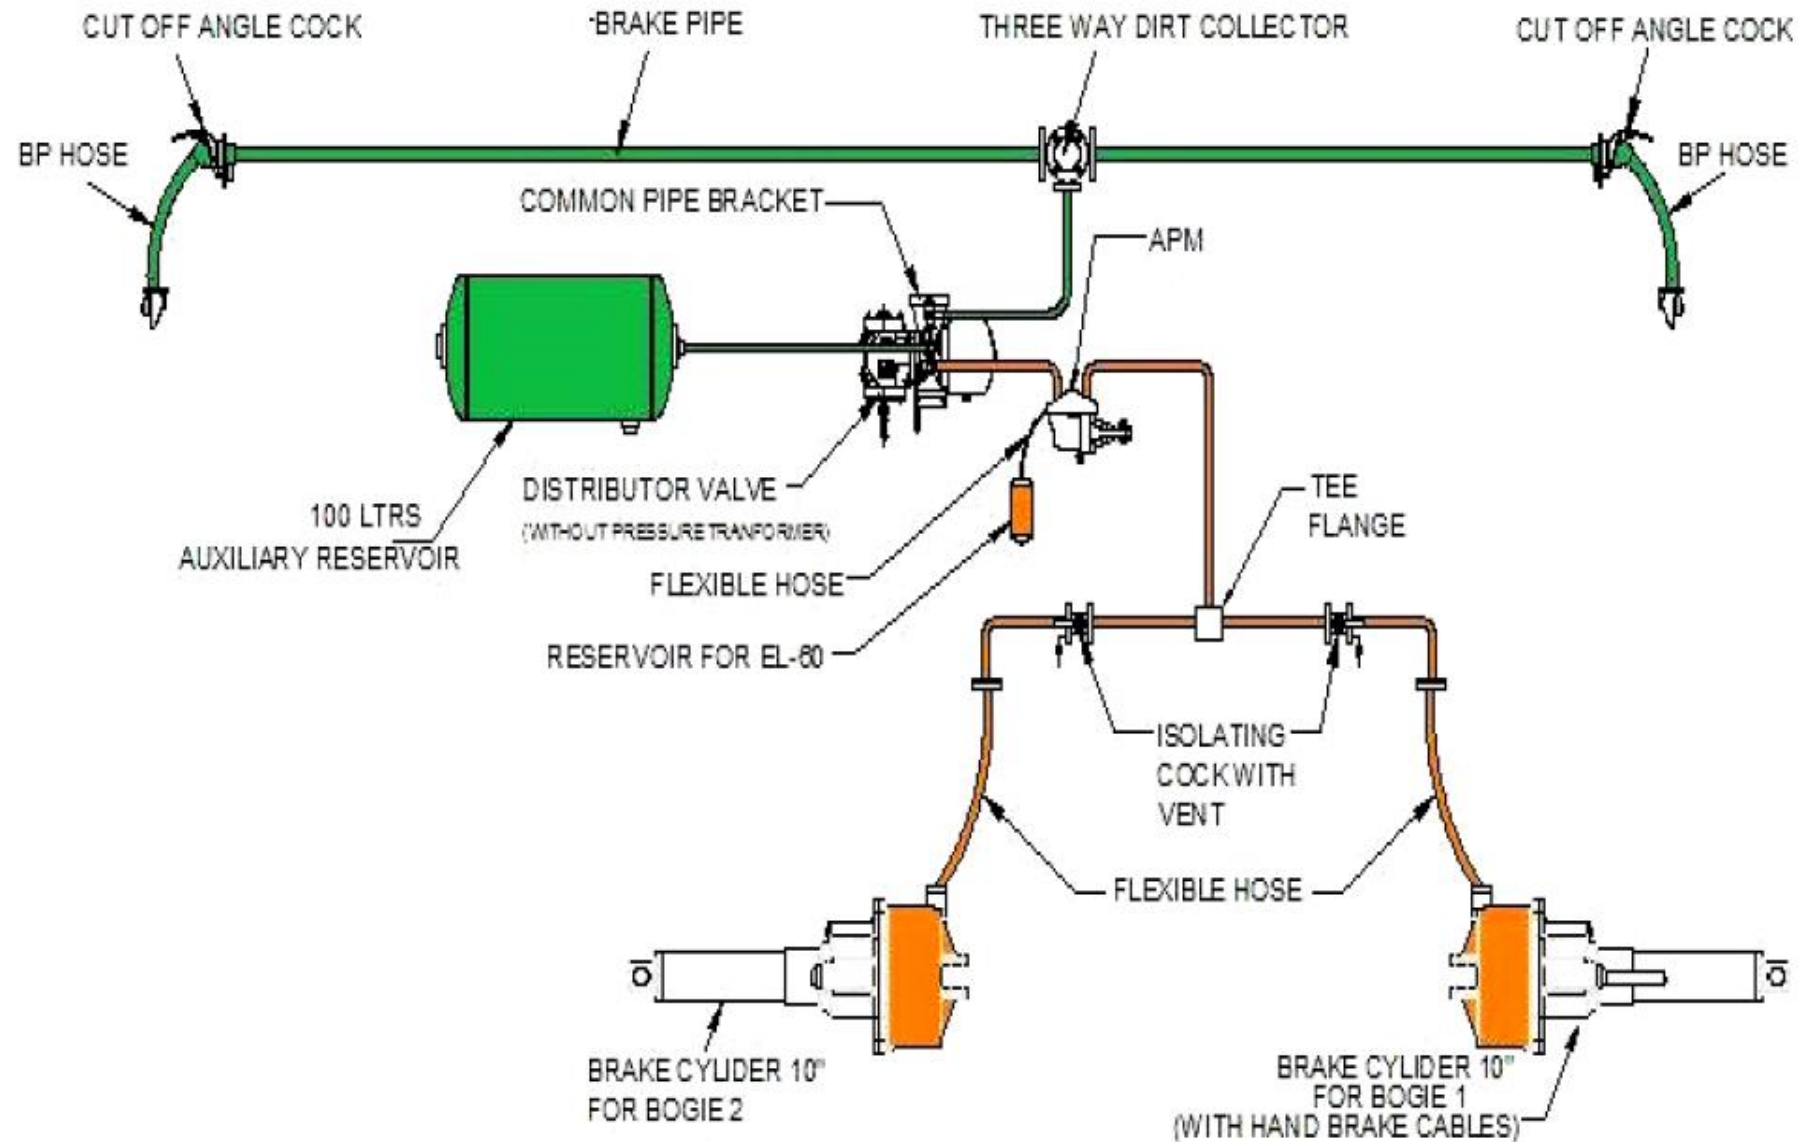 CUT OFF ANGLE COCK
BRAKE PIPE
THREE WAY DIRT COLLECTOR
CUT OFF ANGLE COCK
BP HOSE
BP HOSE
COMMON PIPE BRACKET
APM
DISTRIBUTOR VALVE
(WITHOUT PRESSURE TRANFORMER)
100 LTRS
AUXILIARY RESERVOIR
TEE
FLANGE
FLEXIBLE HOSE
RESERVOIR FOR EL-60
ISOLATING
COCK WITH
VENT
FLEXIBLE HOSE
BRAKE CYLIDER 10"
FOR BOGIE 2
BRAKE CYLIDER 10"
FOR BOGIE 1
(WITH HAND BRAKE CABLES)